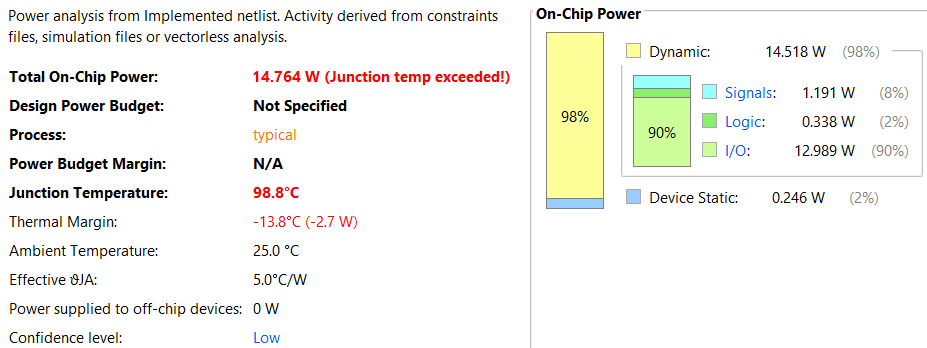 Power analysis from Implemented netlist. Activity derived from constraints
files, simulation files or vectorless analysis.
Total On-Chip Power: 14.764 W (Junction temp exceeded!)
Design Power Budget: Not Specified
Process: typical
Power Budget Margin: N/A
Junction Temperature: 98.8°C
Thermal Margin: -13.8°C (-2.7 W)
Ambient Temperature: 25.0 °C
Effective ϑJA: 5.0°C/W
Power supplied to off-chip devices: 0 W
Confidence level: Low
On-Chip Power
98%
Dynamic: 14.518 W (98%)
90%
Signals: 1.191 W (8%)
Logic: 0.338 W (2%)
I/O: 12.989 W (90%)
Device Static: 0.246 W (2%)